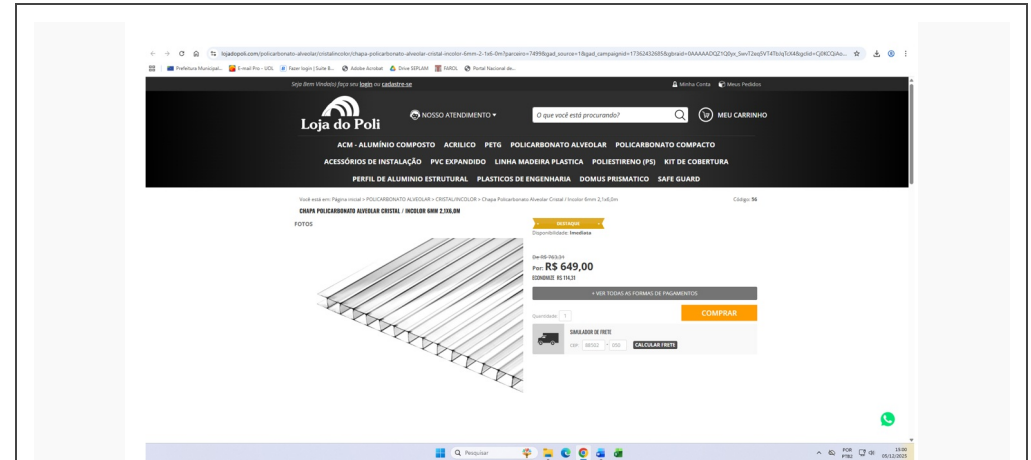 lojadopoli.com/policarbonato-alveolar/cristalincolor/chapa-policarbonato-alveolar-cristal-incolor-6mm-2-1x6-0m?parceiro=7499&gad_source=1&gad_campaignid=17362432685&gbraid=
Prefeitura Municipal... E-mail Pro - UOL Fazer login | Suite B... Adobe Acrobat Drive SEPLAM FAROL Portal Nacional de...
Seja Bem Vindo(a) faça seu login ou cadastre-se Minha Conta Meus Pedidos
Loja do Poli NOSSO ATENDIMENTO O que você está procurando? MEU CARRINHO
ACM - ALUMÍNIO COMPOSTO ACRILICO PETG POLICARBONATO ALVEOLAR POLICARBONATO COMPACTO
ACESSÓRIOS DE INSTALAÇÃO PVC EXPANDIDO LINHA MADEIRA PLASTICA POLIESTIRENO (PS) KIT DE COBERTURA
PERFIL DE ALUMINIO ESTRUTURAL PLASTICOS DE ENGENHARIA DOMUS PRISMATICO SAFE GUARD
Você está em: Página inicial > POLICARBONATO ALVEOLAR > CRISTAL/INCOLOR > Chapa Policarbonato Alveolar Cristal / Incolor 6mm 2,1x6,0m Código: 56
CHAPA POLICARBONATO ALVEOLAR CRISTAL / INCOLOR 6MM 2,1X6,0M
FOTOS
DESTAQUE
Disponibilidade: Imediata
De R$ 763,31
Por: R$ 649,00
ECONOMIZE R$ 114,31
+ VER TODAS AS FORMAS DE PAGAMENTOS
Quantidade: 1 COMPRAR
SIMULADOR DE FRETE
CEP: 68502 - 050 CALCULAR FRETE
Pesquisar
POR 15:00
PTB2 05/12/2025